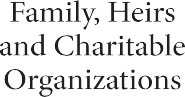 Family, Heirs
and Charitable
Organizations